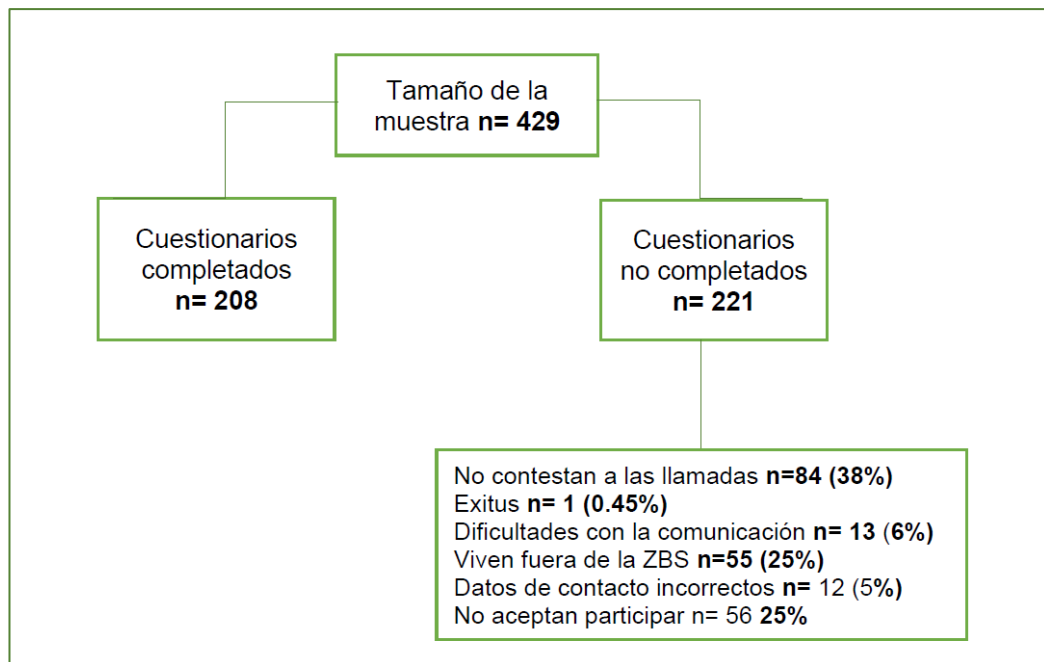 Tamaño de la
muestra n= 429
Cuestionarios
completados
n= 208
Cuestionarios
no completados
n= 221
No contestan a las llamadas n=84 (38%)
Exitus n= 1 (0.45%)
Dificultades con la comunicación n= 13 (6%)
Viven fuera de la ZBS n=55 (25%)
Datos de contacto incorrectos n= 12 (5%)
No aceptan participar n= 56 25%